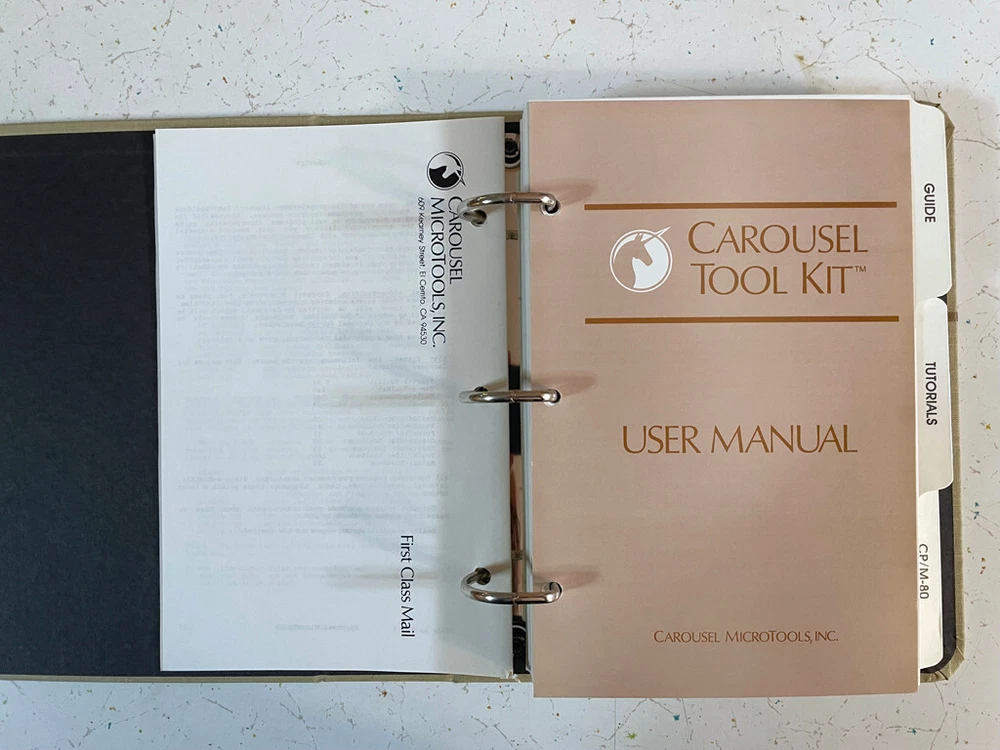 CAROUSEL
MICROTOOLS, INC.
609 Kearney Street, El Cerrito, CA 94530
First Class Mail
CAROUSEL
TOOL KIT™
USER MANUAL
CAROUSEL MICROTOOLS, INC.
GUIDE
TUTORIALS
CP/M-80